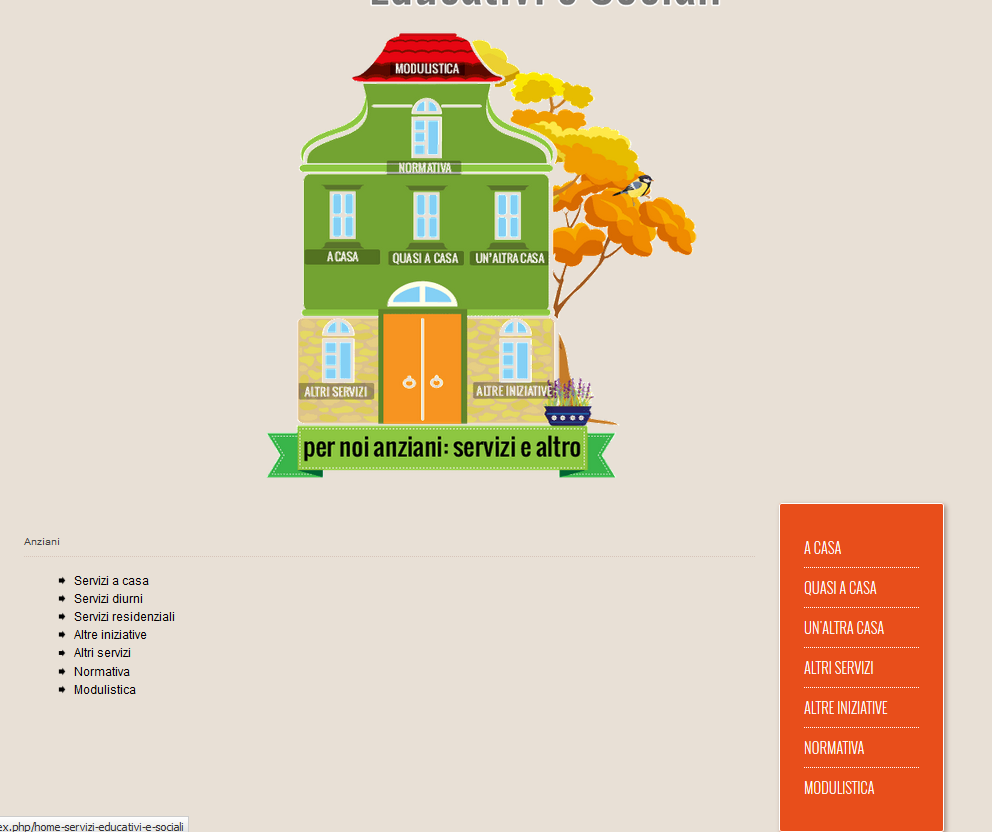 Educativi e Sociali
MODULISTICA
NORMATIVA
A CASA
QUASI A CASA
UN'ALTRA CASA
ALTRI SERVIZI
ALTRE INIZIATIVE
per noi anziani: servizi e altro
Anziani
Servizi a casa
Servizi diurni
Servizi residenziali
Altre iniziative
Altri servizi
Normativa
Modulistica
A CASA
QUASI A CASA
UN'ALTRA CASA
ALTRI SERVIZI
ALTRE INIZIATIVE
NORMATIVA
MODULISTICA
ex.php/home-servizi-educativi-e-sociali